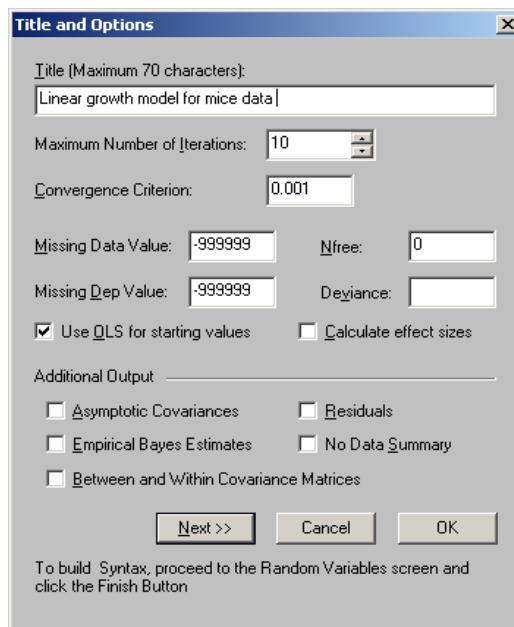 Title and Options
Title (Maximum 70 characters):
Linear growth model for mice data
Maximum Number of Iterations: 10
Convergence Criterion: 0.001
Missing Data Value: -999999 Nfree: 0
Missing Dep Value: -999999 Deviance:
Use OLS for starting values Calculate effect sizes
Additional Output
Asymptotic Covariances Residuals
Empirical Bayes Estimates No Data Summary
Between and Within Covariance Matrices
Next >> Cancel OK
To build Syntax, proceed to the Random Variables screen and
click the Finish Button